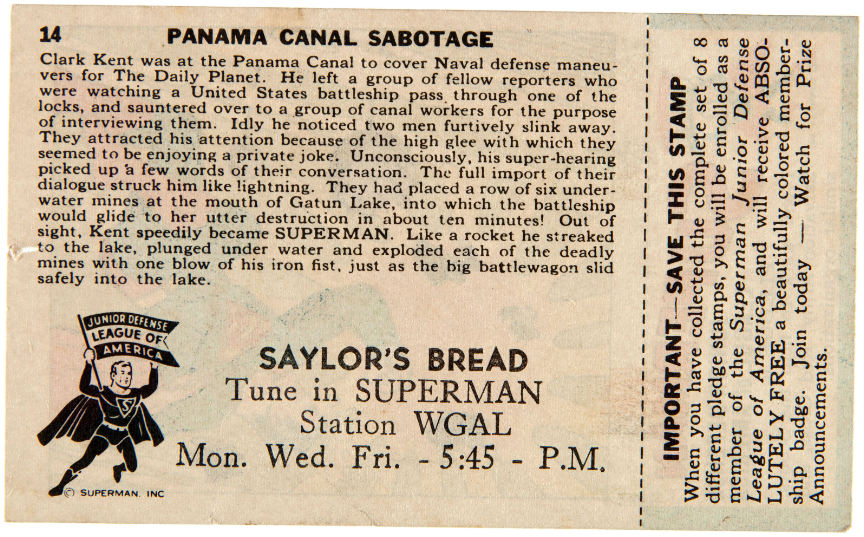 14 PANAMA CANAL SABOTAGE
Clark Kent was at the Panama Canal to cover Naval defense maneu-
vers for The Daily Planet. He left a group of fellow reporters who
were watching a United States battleship pass through one of the
locks, and sauntered over to a group of canal workers for the purpose
of interviewing them. Idly he noticed two men furtively slink away.
They attracted his attention because of the high glee with which they
seemed to be enjoying a private joke. Unconsciously, his super-hearing
picked up a few words of their conversation. The full import of their
dialogue struck him like lightning. They had placed a row of six under-
water mines at the mouth of Gatun Lake, into which the battleship
would glide to her utter destruction in about ten minutes! Out of
sight, Kent speedily became SUPERMAN. Like a rocket he streaked
to the lake, plunged under water and exploded each of the deadly
mines with one blow of his iron fist, just as the big battlewagon slid
safely into the lake.
JUNIOR DEFENSE
LEAGUE OF
AMERICA
S
© SUPERMAN. INC
SAYLOR'S BREAD
Tune in SUPERMAN
Station WGAL
Mon. Wed. Fri. - 5:45 - P.M.
IMPORTANT—SAVE THIS STAMP
When you have collected the complete set of 8
different pledge stamps, you will be enrolled as a
member of the Superman Junior Defense
League of America, and will receive ABSO-
LUTELY FREE a beautifully colored member-
ship badge. Join today — Watch for Prize
Announcements.